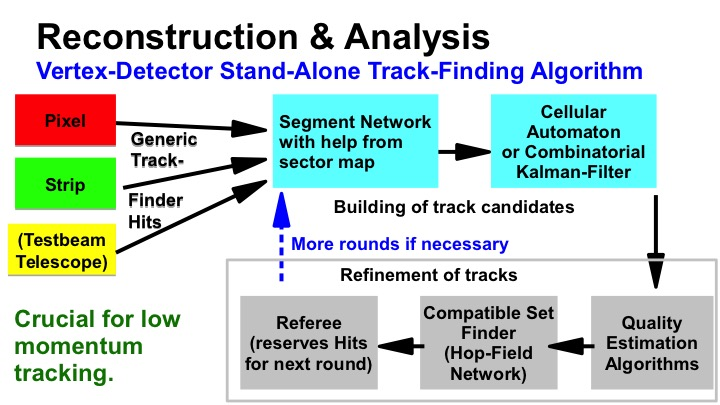 Reconstruction & Analysis
Vertex-Detector Stand-Alone Track-Finding Algorithm
Pixel
Strip
(Testbeam
Telescope)
Generic
Track-
Finder
Hits
Segment Network
with help from
sector map
Cellular
Automaton
or Combinatorial
Kalman-Filter
Building of track candidates
More rounds if necessary
Refinement of tracks
Referee
(reserves Hits
for next round)
Compatible Set
Finder
(Hop-Field
Network)
Quality
Estimation
Algorithms
Crucial for low
momentum
tracking.